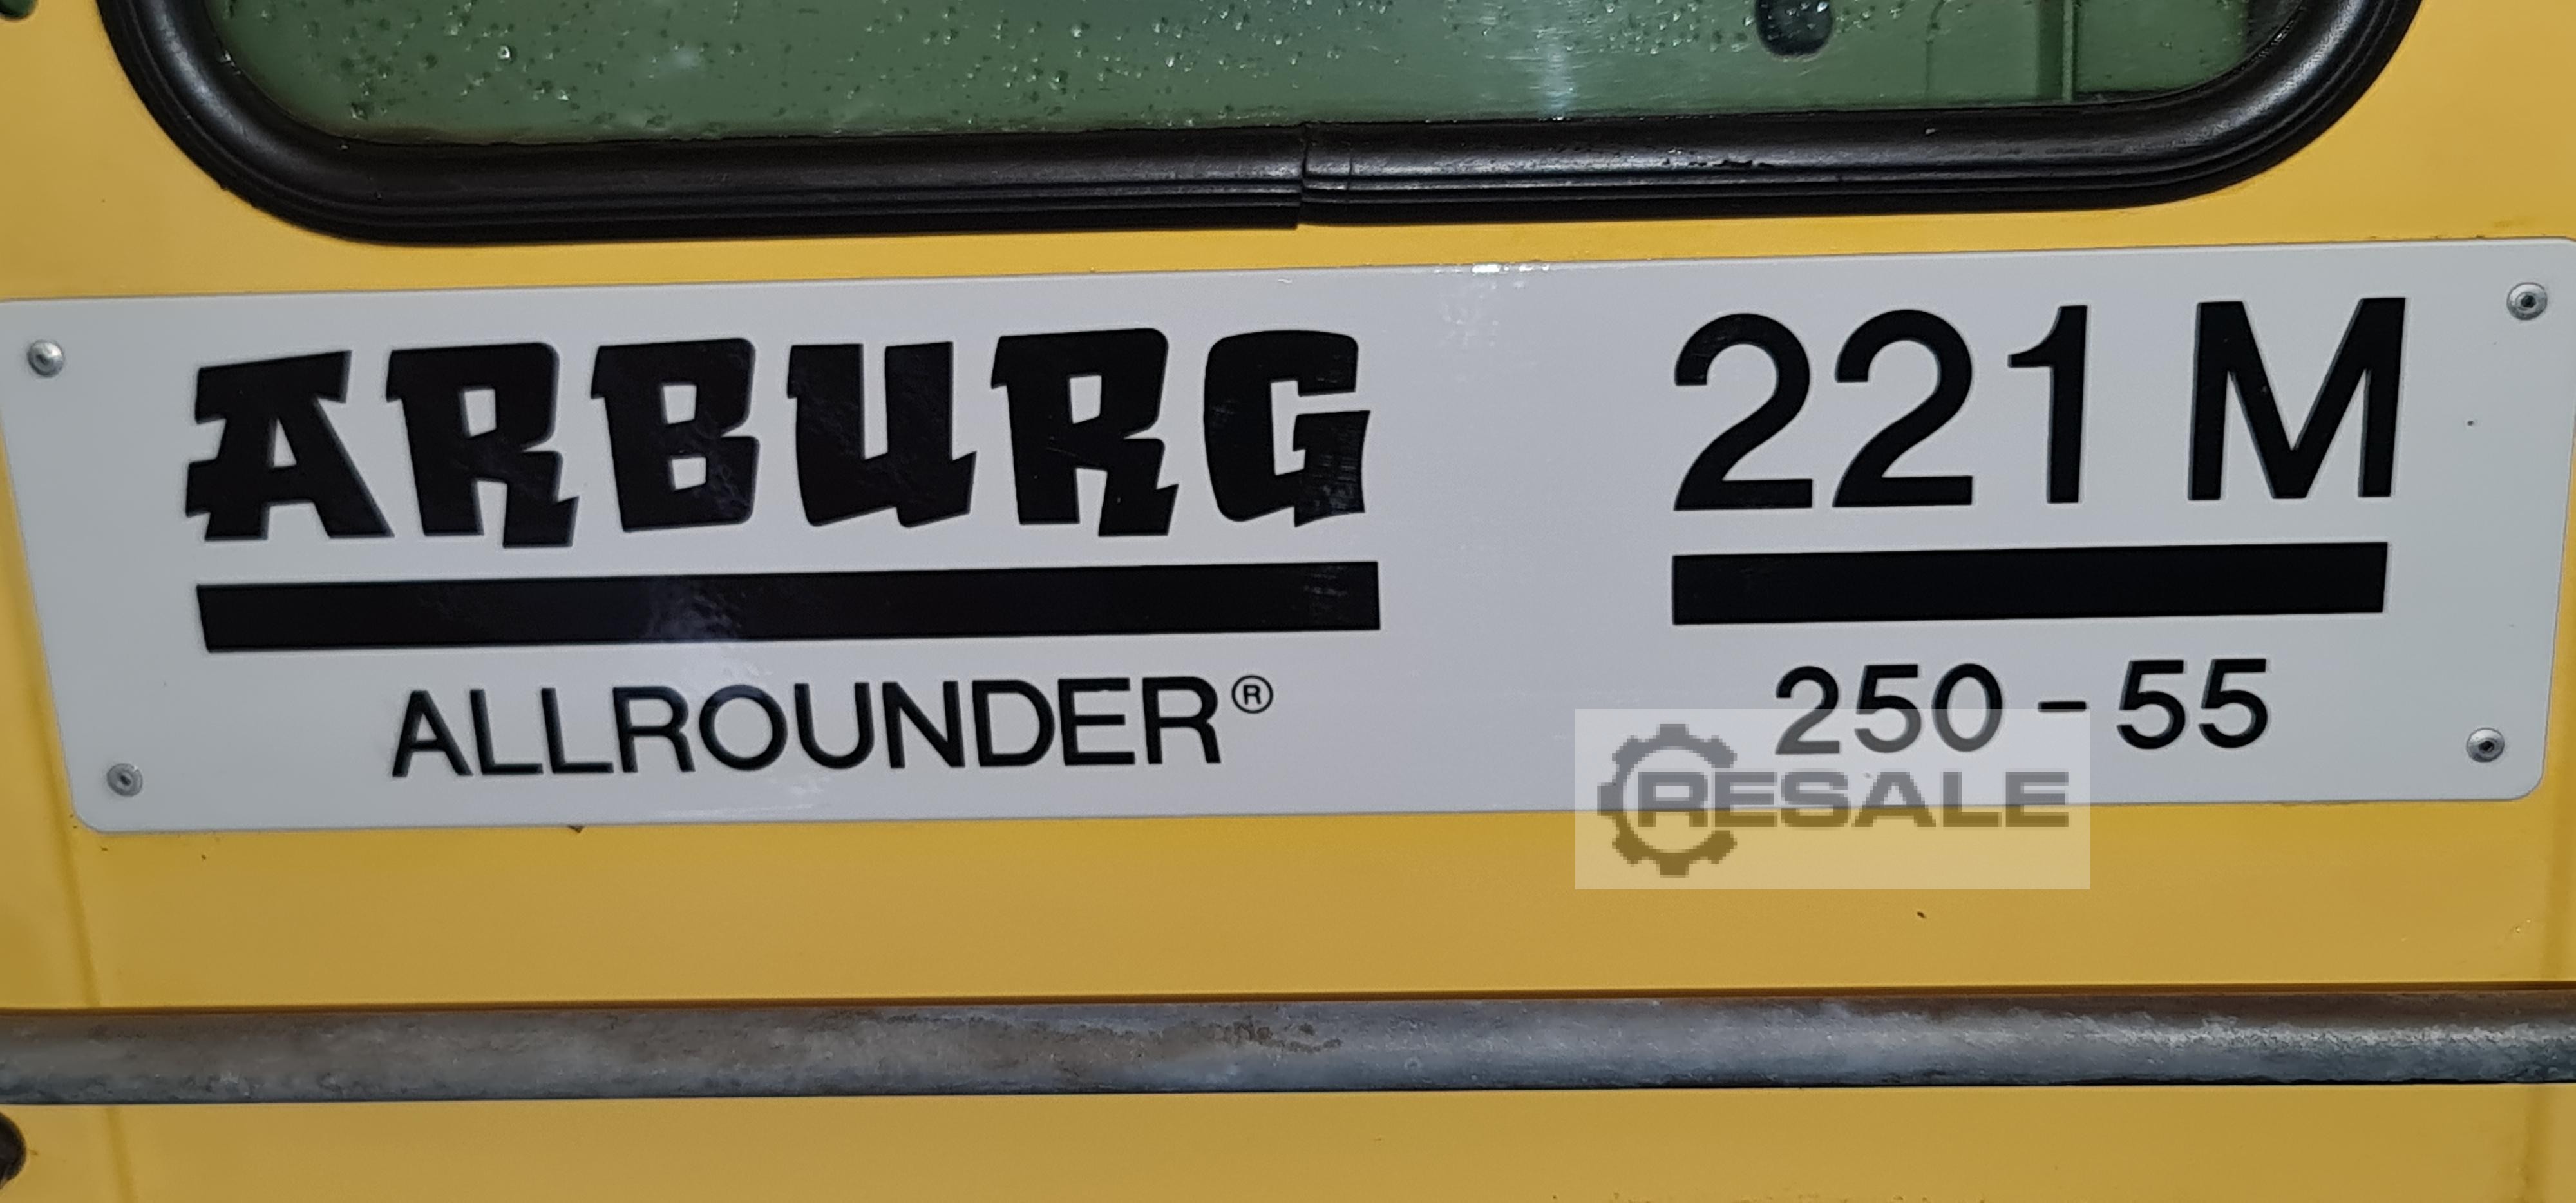 ARBURG 221 M
ALLROUNDER® 250-55
RESALE